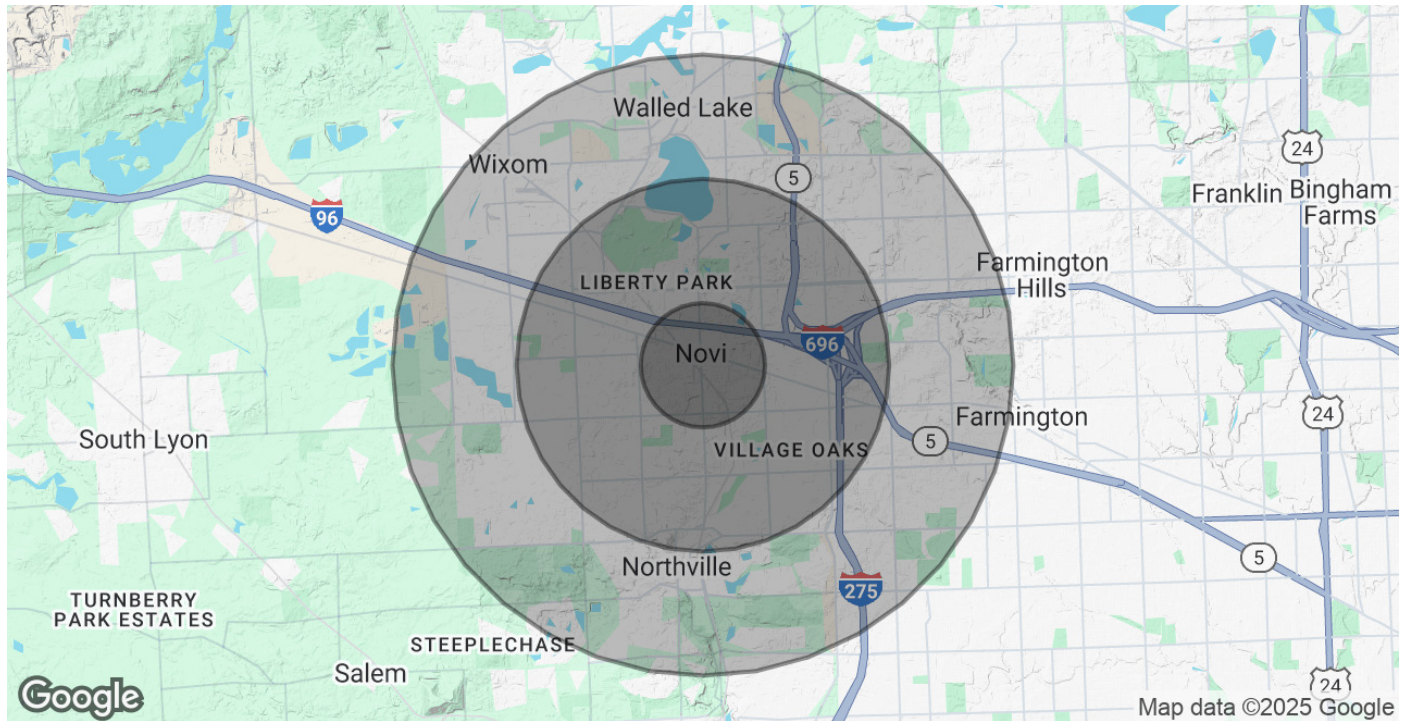 Walled Lake
Wixom
5
24
Franklin
Bingham
Farms
96
Farmington
Hills
LIBERTY PARK
696
Novi
24
South Lyon
Farmington
5
VILLAGE OAKS
5
Northville
275
TURNBERRY
PARK ESTATES
STEEPLECHASE
Salem
24
Google
Map data ©2025 Google